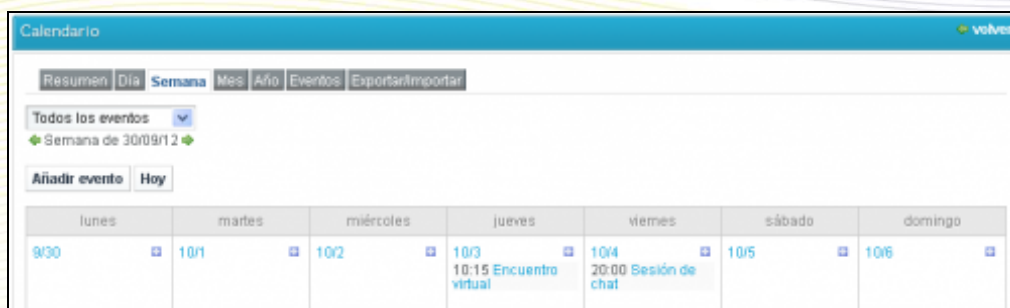 Calendario volver
Resumen Día Semana Mes Año Eventos Exportar/Importar
Todos los eventos
Semana de 30/09/12
Añadir evento Hoy
lunes martes miércoles jueves viernes sábado domingo
9/30 10/1 10/2 10/3 10/4 10/5 10/6
10:15 Encuentro 20:00 Sesión de
virtual chat